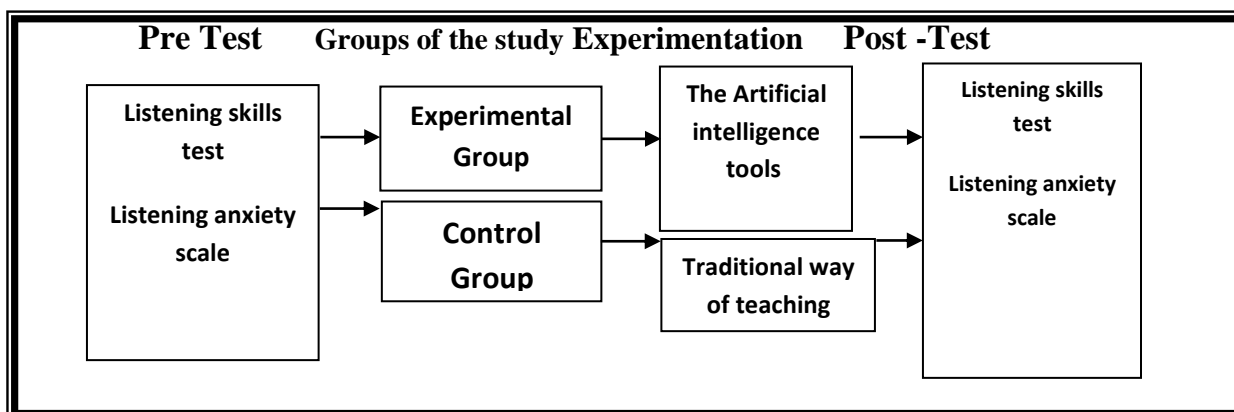 Pre Test Groups of the study Experimentation Post -Test
Listening skills
test
Listening anxiety
scale
Experimental
Group
Control
Group
The Artificial
intelligence
tools
Traditional way
of teaching
Listening skills
test
Listening anxiety
scale